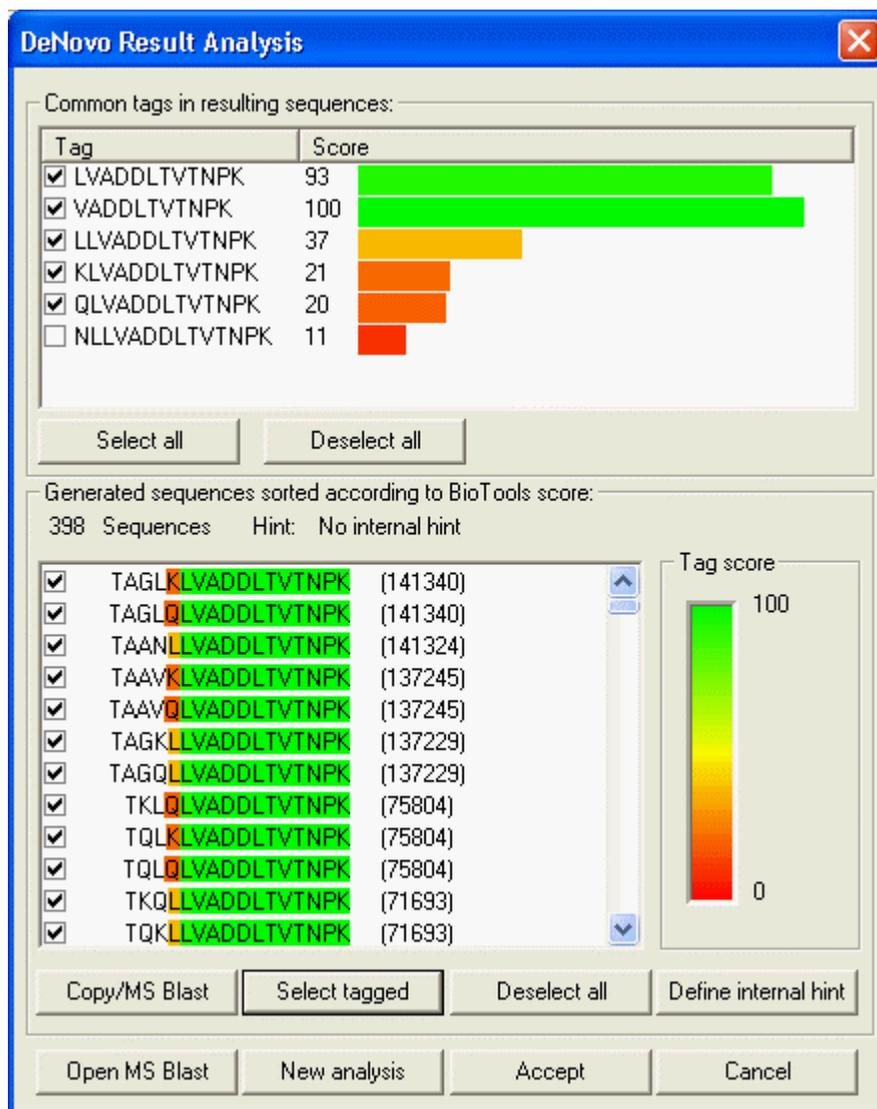 DeNovo Result Analysis
Common tags in resulting sequences:
Tag Score
LVADDLTVTNPK 93
VADDLTVTNPK 100
LLVADDLTVTNPK 37
KLVADDLTVTNPK 21
QLVADDLTVTNPK 20
NLLVADDLTVTNPK 11
Select all Deselect all
Generated sequences sorted according to BioTools score:
398 Sequences Hint: No internal hint
TAGLKLVADDLTVTNPK (141340)
TAGLQLVADDLTVTNPK (141340)
TAANLLVADDLTVTNPK (141324)
TAAVKLVADDLTVTNPK (137245)
TAAVQLVADDLTVTNPK (137245)
TAGKLLVADDLTVTNPK (137229)
TAGQLLVADDLTVTNPK (137229)
TKLQLVADDLTVTNPK (75804)
TQLKLVADDLTVTNPK (75804)
TQLQLVADDLTVTNPK (75804)
TKQLLVADDLTVTNPK (71693)
TQKLLVADDLTVTNPK (71693)
Tag score
100
0
Copy/MS Blast Select tagged Deselect all Define internal hint
Open MS Blast New analysis Accept Cancel